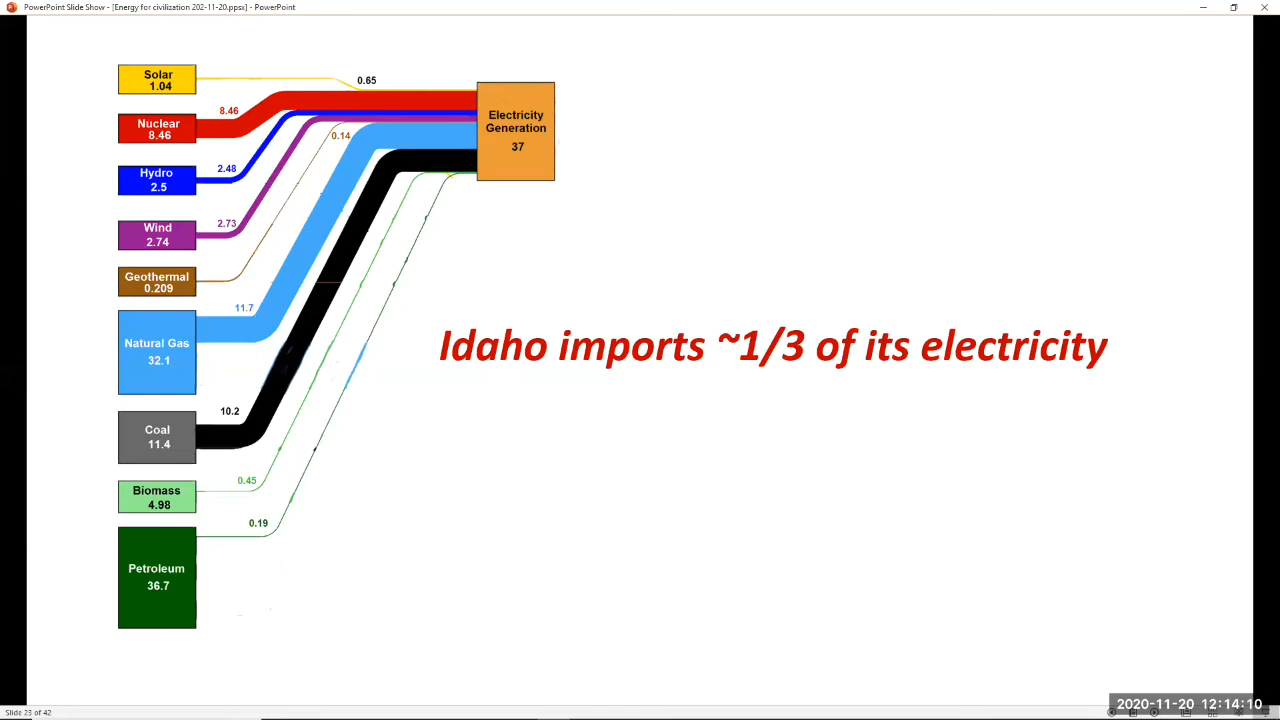 PowerPoint Slide Show - [Energy for civilization 202-11-20.ppsx] - PowerPoint
Solar
1.04
0.65
Nuclear
8.46
8.46
Electricity
Generation
37
0.14
Hydro
2.5
2.48
Wind
2.74
2.73
Geothermal
0.209
11.7
Natural Gas
32.1
Idaho imports ~1/3 of its electricity
10.2
Coal
11.4
0.45
Biomass
4.98
0.19
Petroleum
36.7
2020-11-20 12:14:10
Slide 23 of 42